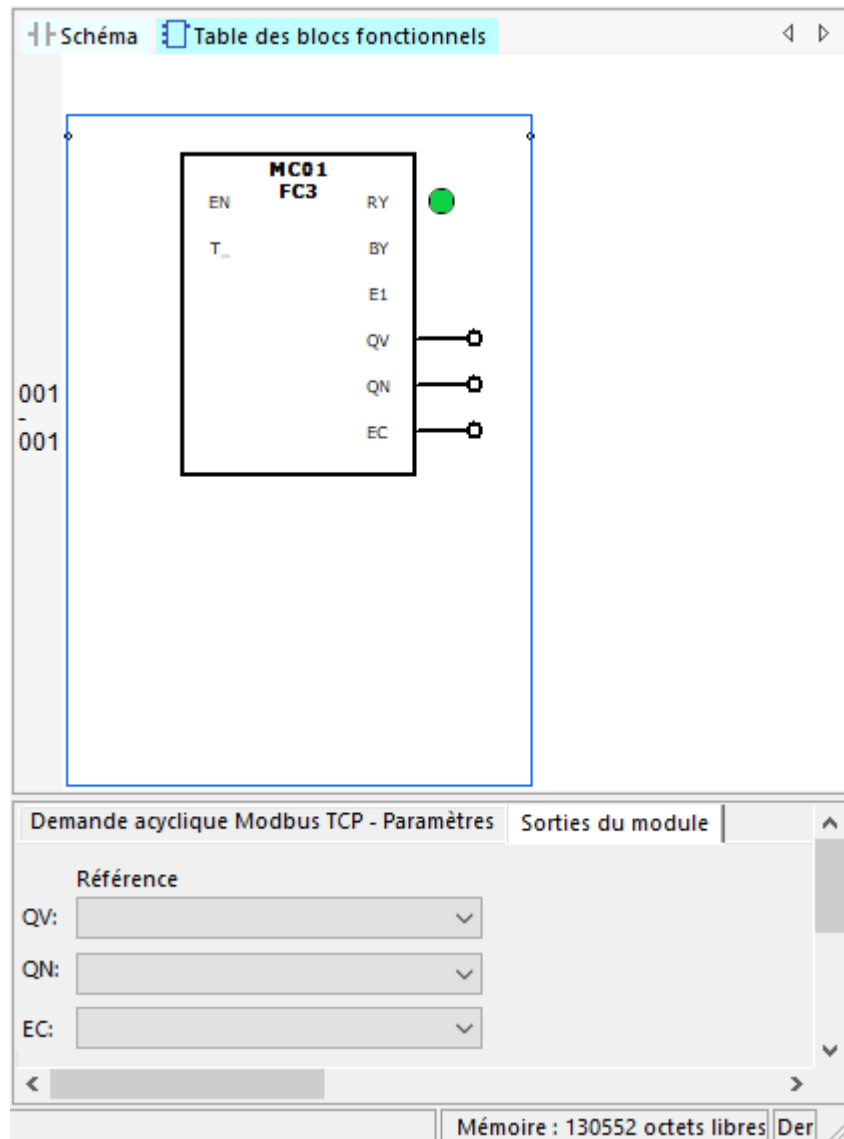 Schéma Table des blocs fonctionnels
MC01
FC3
EN RY
T_ BY
E1
QV
QN
EC
001
-
001
Demande acyclique Modbus TCP - Paramètres Sorties du module
Référence
QV:
QN:
EC:
Mémoire : 130552 octets libres Der